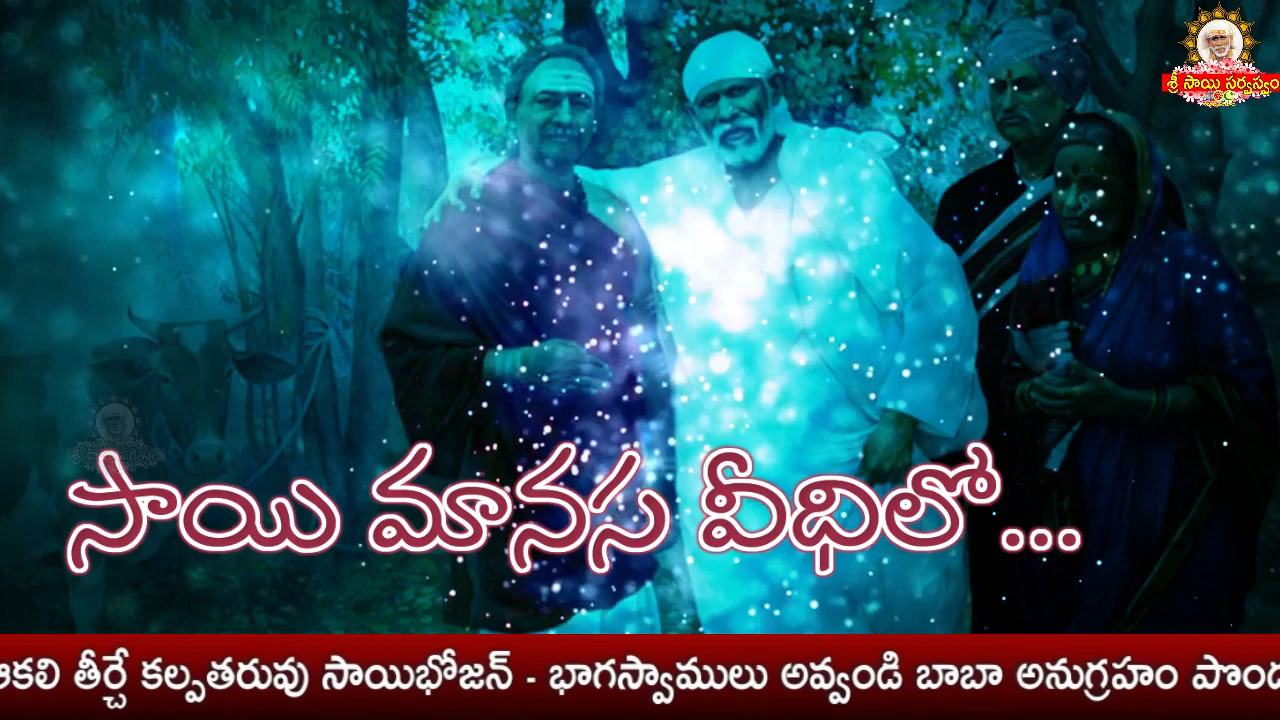 శ్రీ సాయి సర్వస్వం
సాయి మానస వీధిలో...
ఆకలి తీర్చే కల్పతరువు సాయిభోజన్ - భాగస్వాములు అవ్వండి బాబా అనుగ్రహం